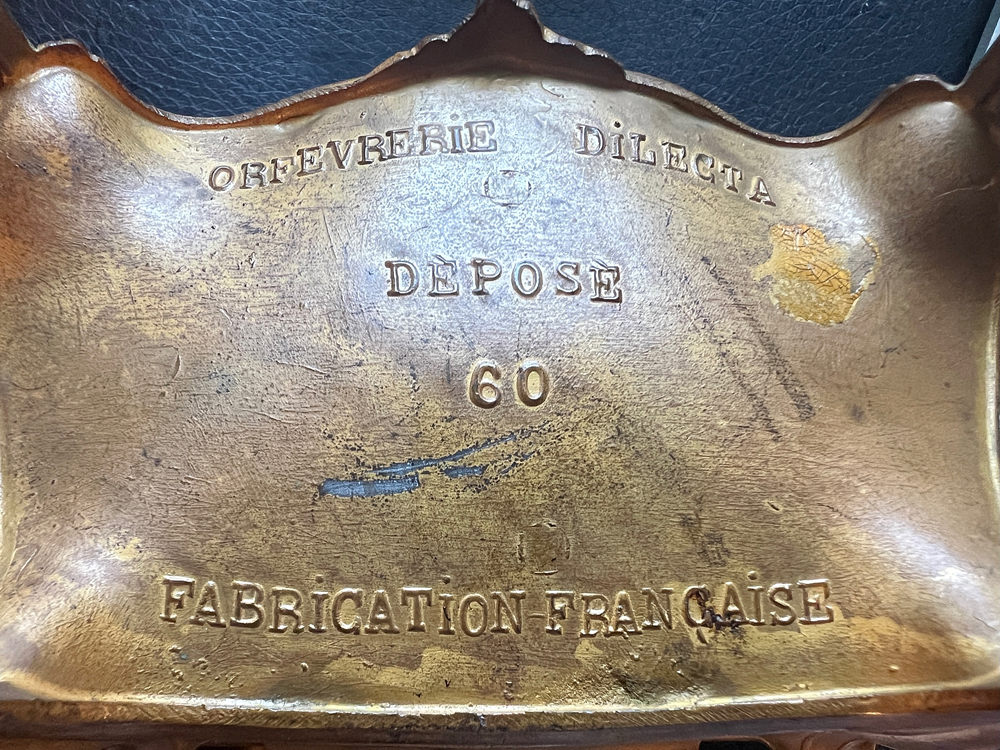 ORFEVRERiE DiLECTA
DÈPOSÈ
60
FABRiCATiON FRANÇAiSE